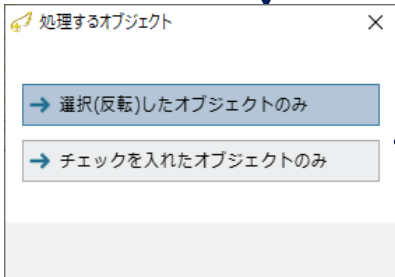 処理するオブジェクト
選択(反転)したオブジェクトのみ
チェックを入れたオブジェクトのみ